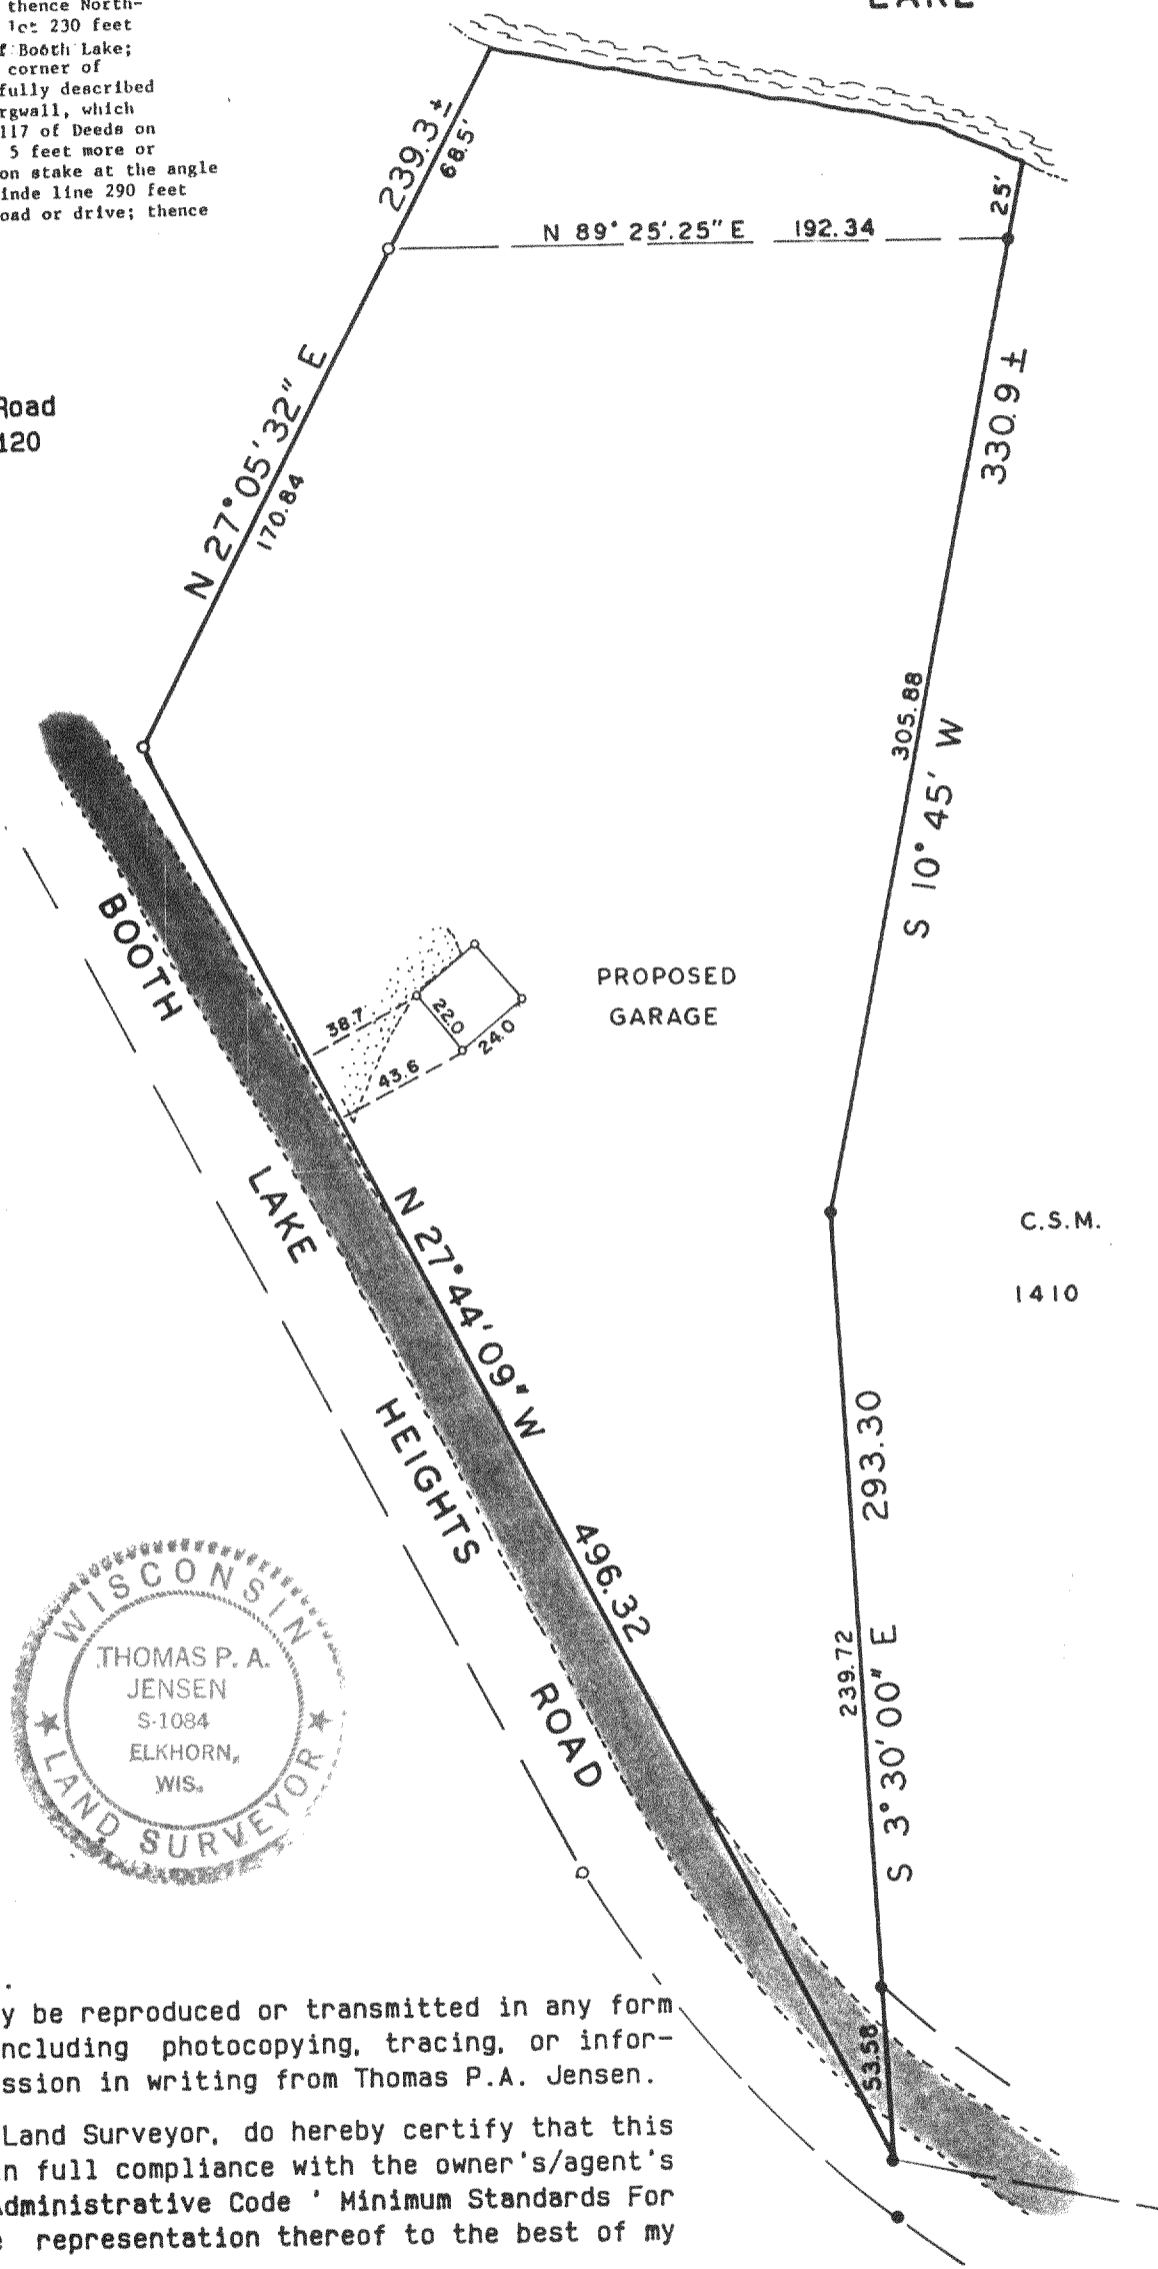 LAKE
thence North-
lot 230 feet
f Booth Lake;
corner of
fully described
rgwall, which
117 of Deeds on
5 feet more or
on stake at the angle
inde line 290 feet
oad or drive; thence
239.3 ±
68.5'
25'
N 89° 25'.25" E 192.34
N 27° 05' 32" E
170.84
330.9 ±
Road
120
305.88
S 10° 45' W
PROPOSED
GARAGE
38.7
22.0
24.0
43.6
BOOTH
LAKE
HEIGHTS
ROAD
N 27° 44' 09" W
496.32
C.S.M.
1410
293.30
239.72
S 3° 30' 00" E
53.58
WISCONSIN
THOMAS P. A.
JENSEN
S-1084
ELKHORN,
WIS.
LAND SURVEYOR
y be reproduced or transmitted in any form
ncluding photocopying, tracing, or infor-
ssion in writing from Thomas P.A. Jensen.
Land Surveyor, do hereby certify that this
n full compliance with the owner's/agent's
Administrative Code ' Minimum Standards For
e representation thereof to the best of my